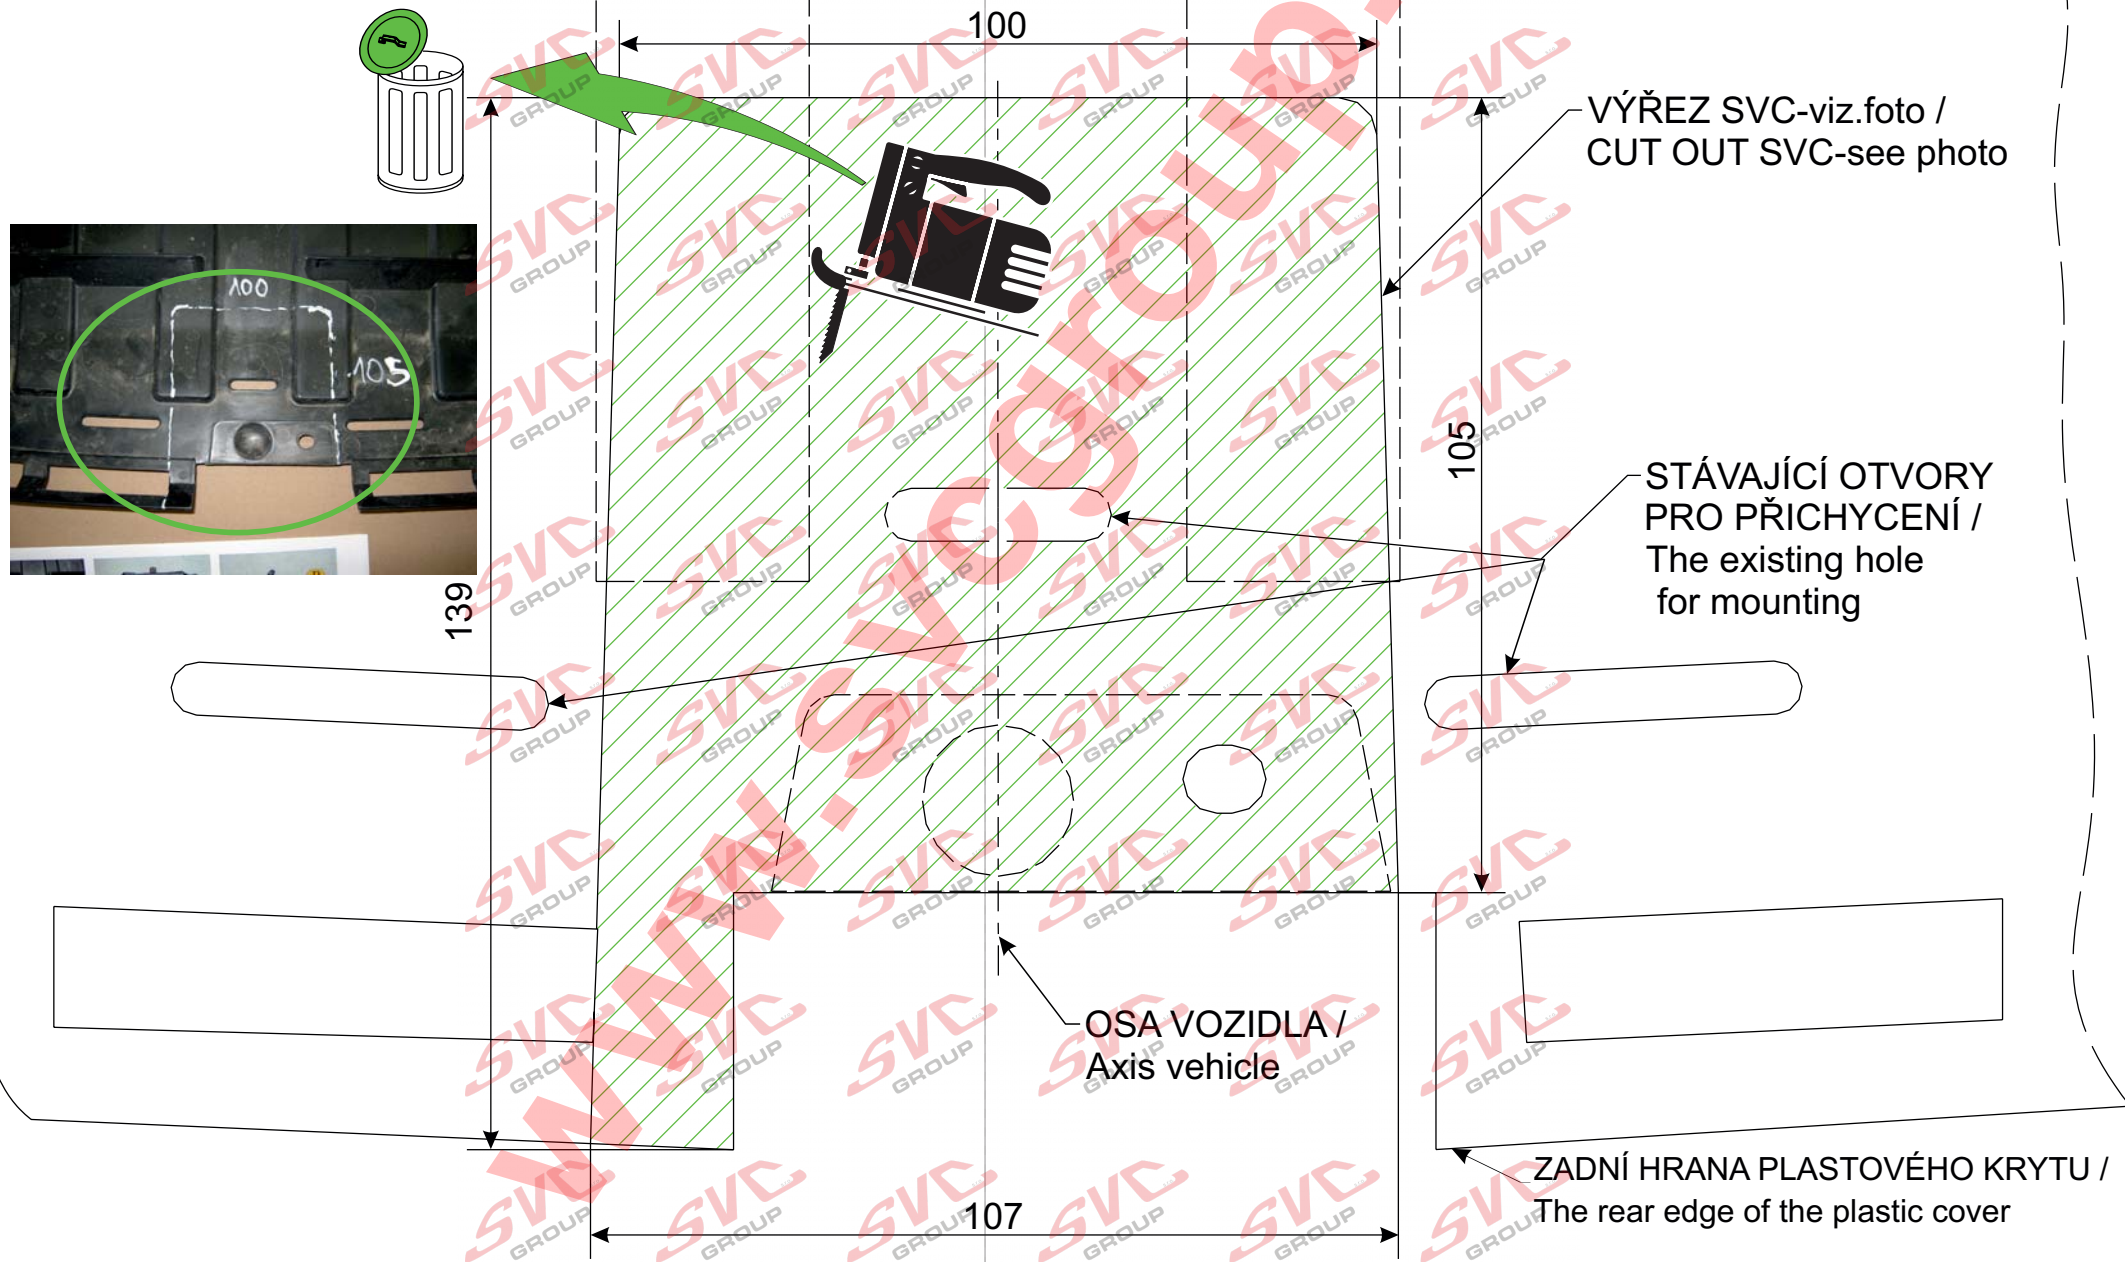 100
VÝŘEZ SVC-viz.foto /
CUT OUT SVC-see photo
100
105
105
139
STÁVAJÍCÍ OTVORY
PRO PŘICHYCENÍ /
The existing hole
for mounting
OSA VOZIDLA /
Axis vehicle
ZADNÍ HRANA PLASTOVÉHO KRYTU /
The rear edge of the plastic cover
107
www.svcgroup.
SVC GROUP